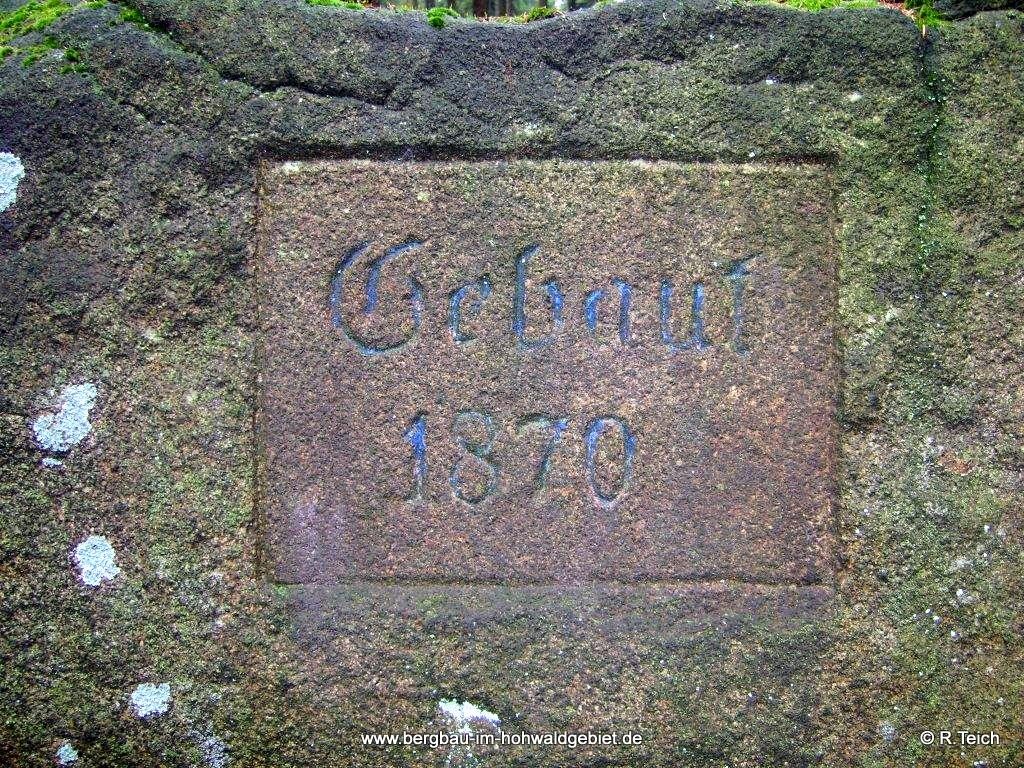 Gebaut
1870
www.bergbau-im-hohwaldgebiet.de
© R.Teich